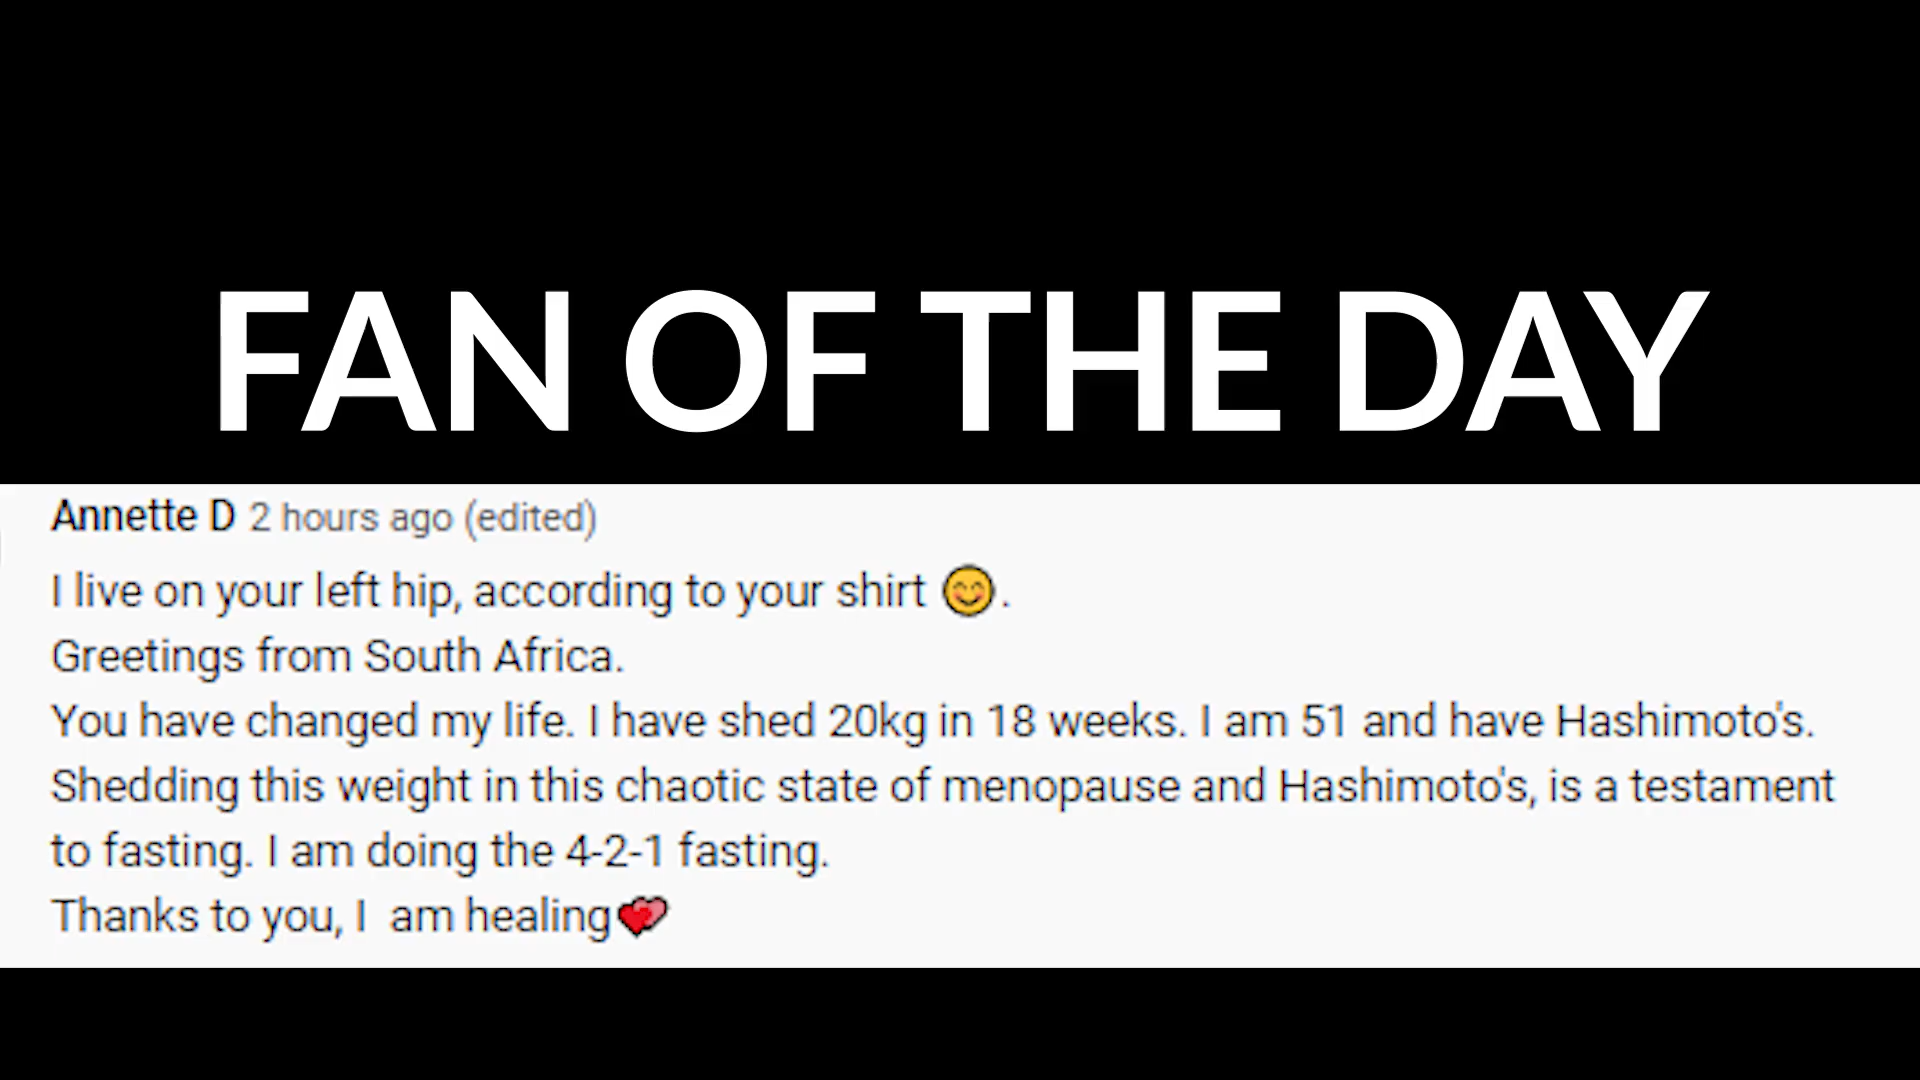 FAN OF THE DAY
Annette D 2 hours ago (edited)
I live on your left hip, according to your shirt 😊.
Greetings from South Africa.
You have changed my life. I have shed 20kg in 18 weeks. I am 51 and have Hashimoto's.
Shedding this weight in this chaotic state of menopause and Hashimoto's, is a testament
to fasting. I am doing the 4-2-1 fasting.
Thanks to you, I  am healing💕